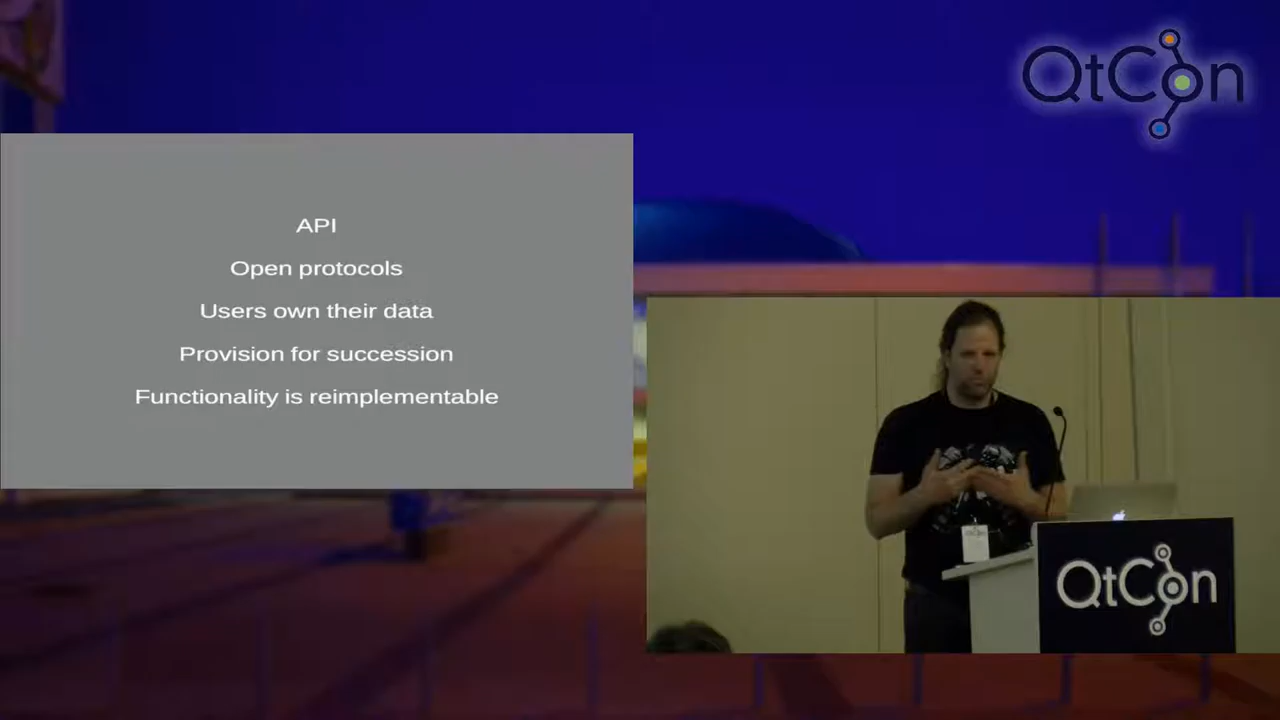 QtCon
API
Open protocols
Users own their data
Provision for succession
Functionality is reimplementable
QtCon